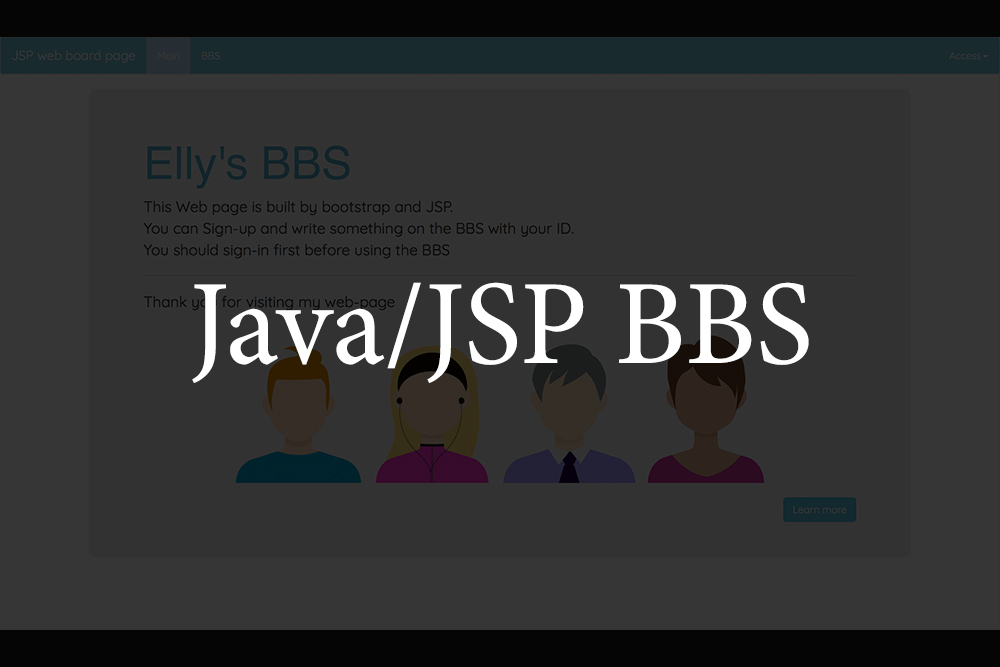 JSP web board page Main BBS Access
Elly's BBS
This Web page is built by bootstrap and JSP.
You can Sign-up and write something on the BBS with your ID.
You should sign-in first before using the BBS
Thank you for visiting my web-page
Java/JSP BBS
Learn more